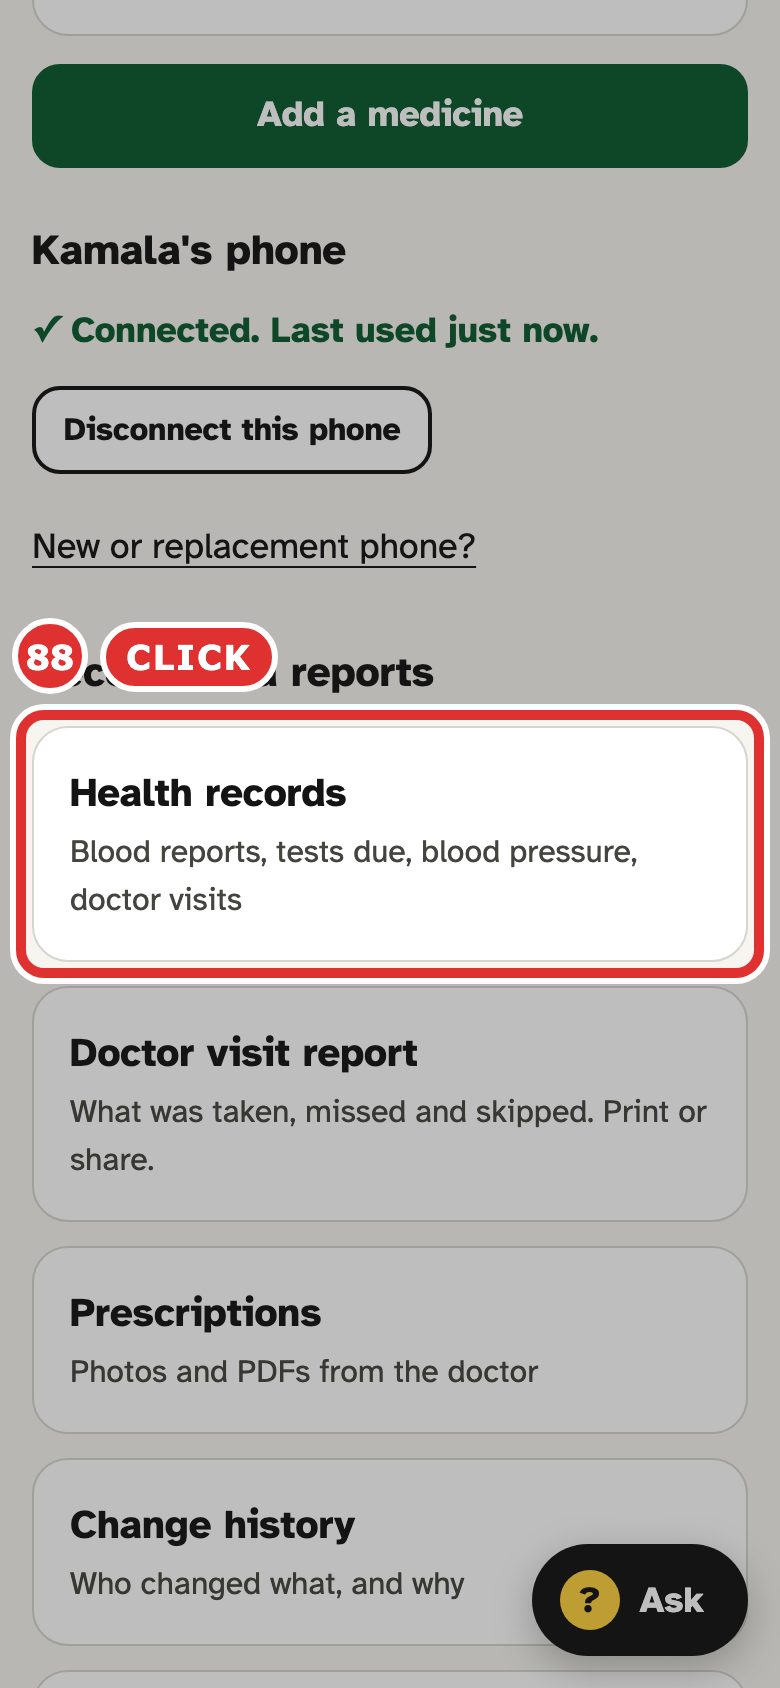 Add a medicine
Kamala's phone
✓ Connected. Last used just now.
Disconnect this phone
New or replacement phone?
88 CLICK
reports
Health records
Blood reports, tests due, blood pressure,
doctor visits
Doctor visit report
What was taken, missed and skipped. Print or
share.
Prescriptions
Photos and PDFs from the doctor
Change history
Who changed what, and why
? Ask